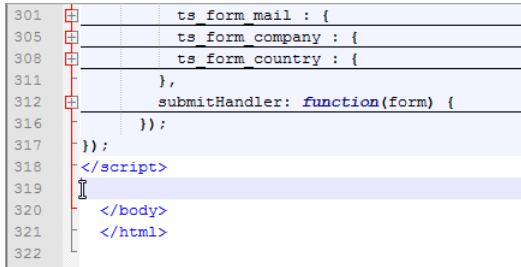 301 ts_form_mail : {
305 ts_form_company : {
308 ts_form_country : {
311 },
312 submitHandler: function(form) {
316 });
317 });
318 </script>
319
320 </body>
321 </html>
322